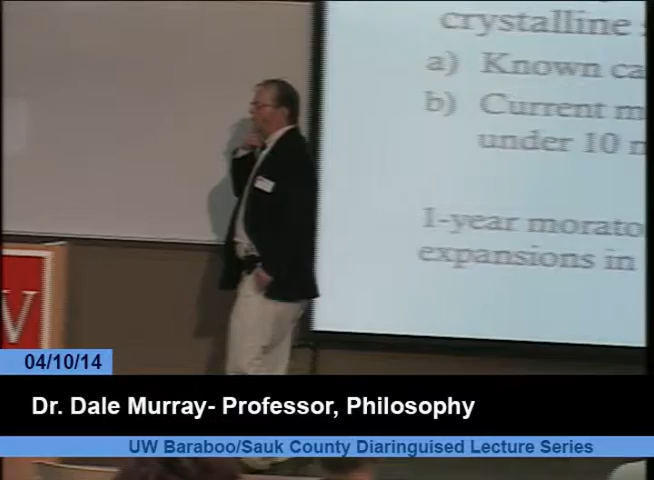 crystalline
a) Known ca
b) Current m
under 10 m
1-year morato
expansions in
W
04/10/14
Dr. Dale Murray- Professor, Philosophy
UW Baraboo/Sauk County Diaringuised Lecture Series